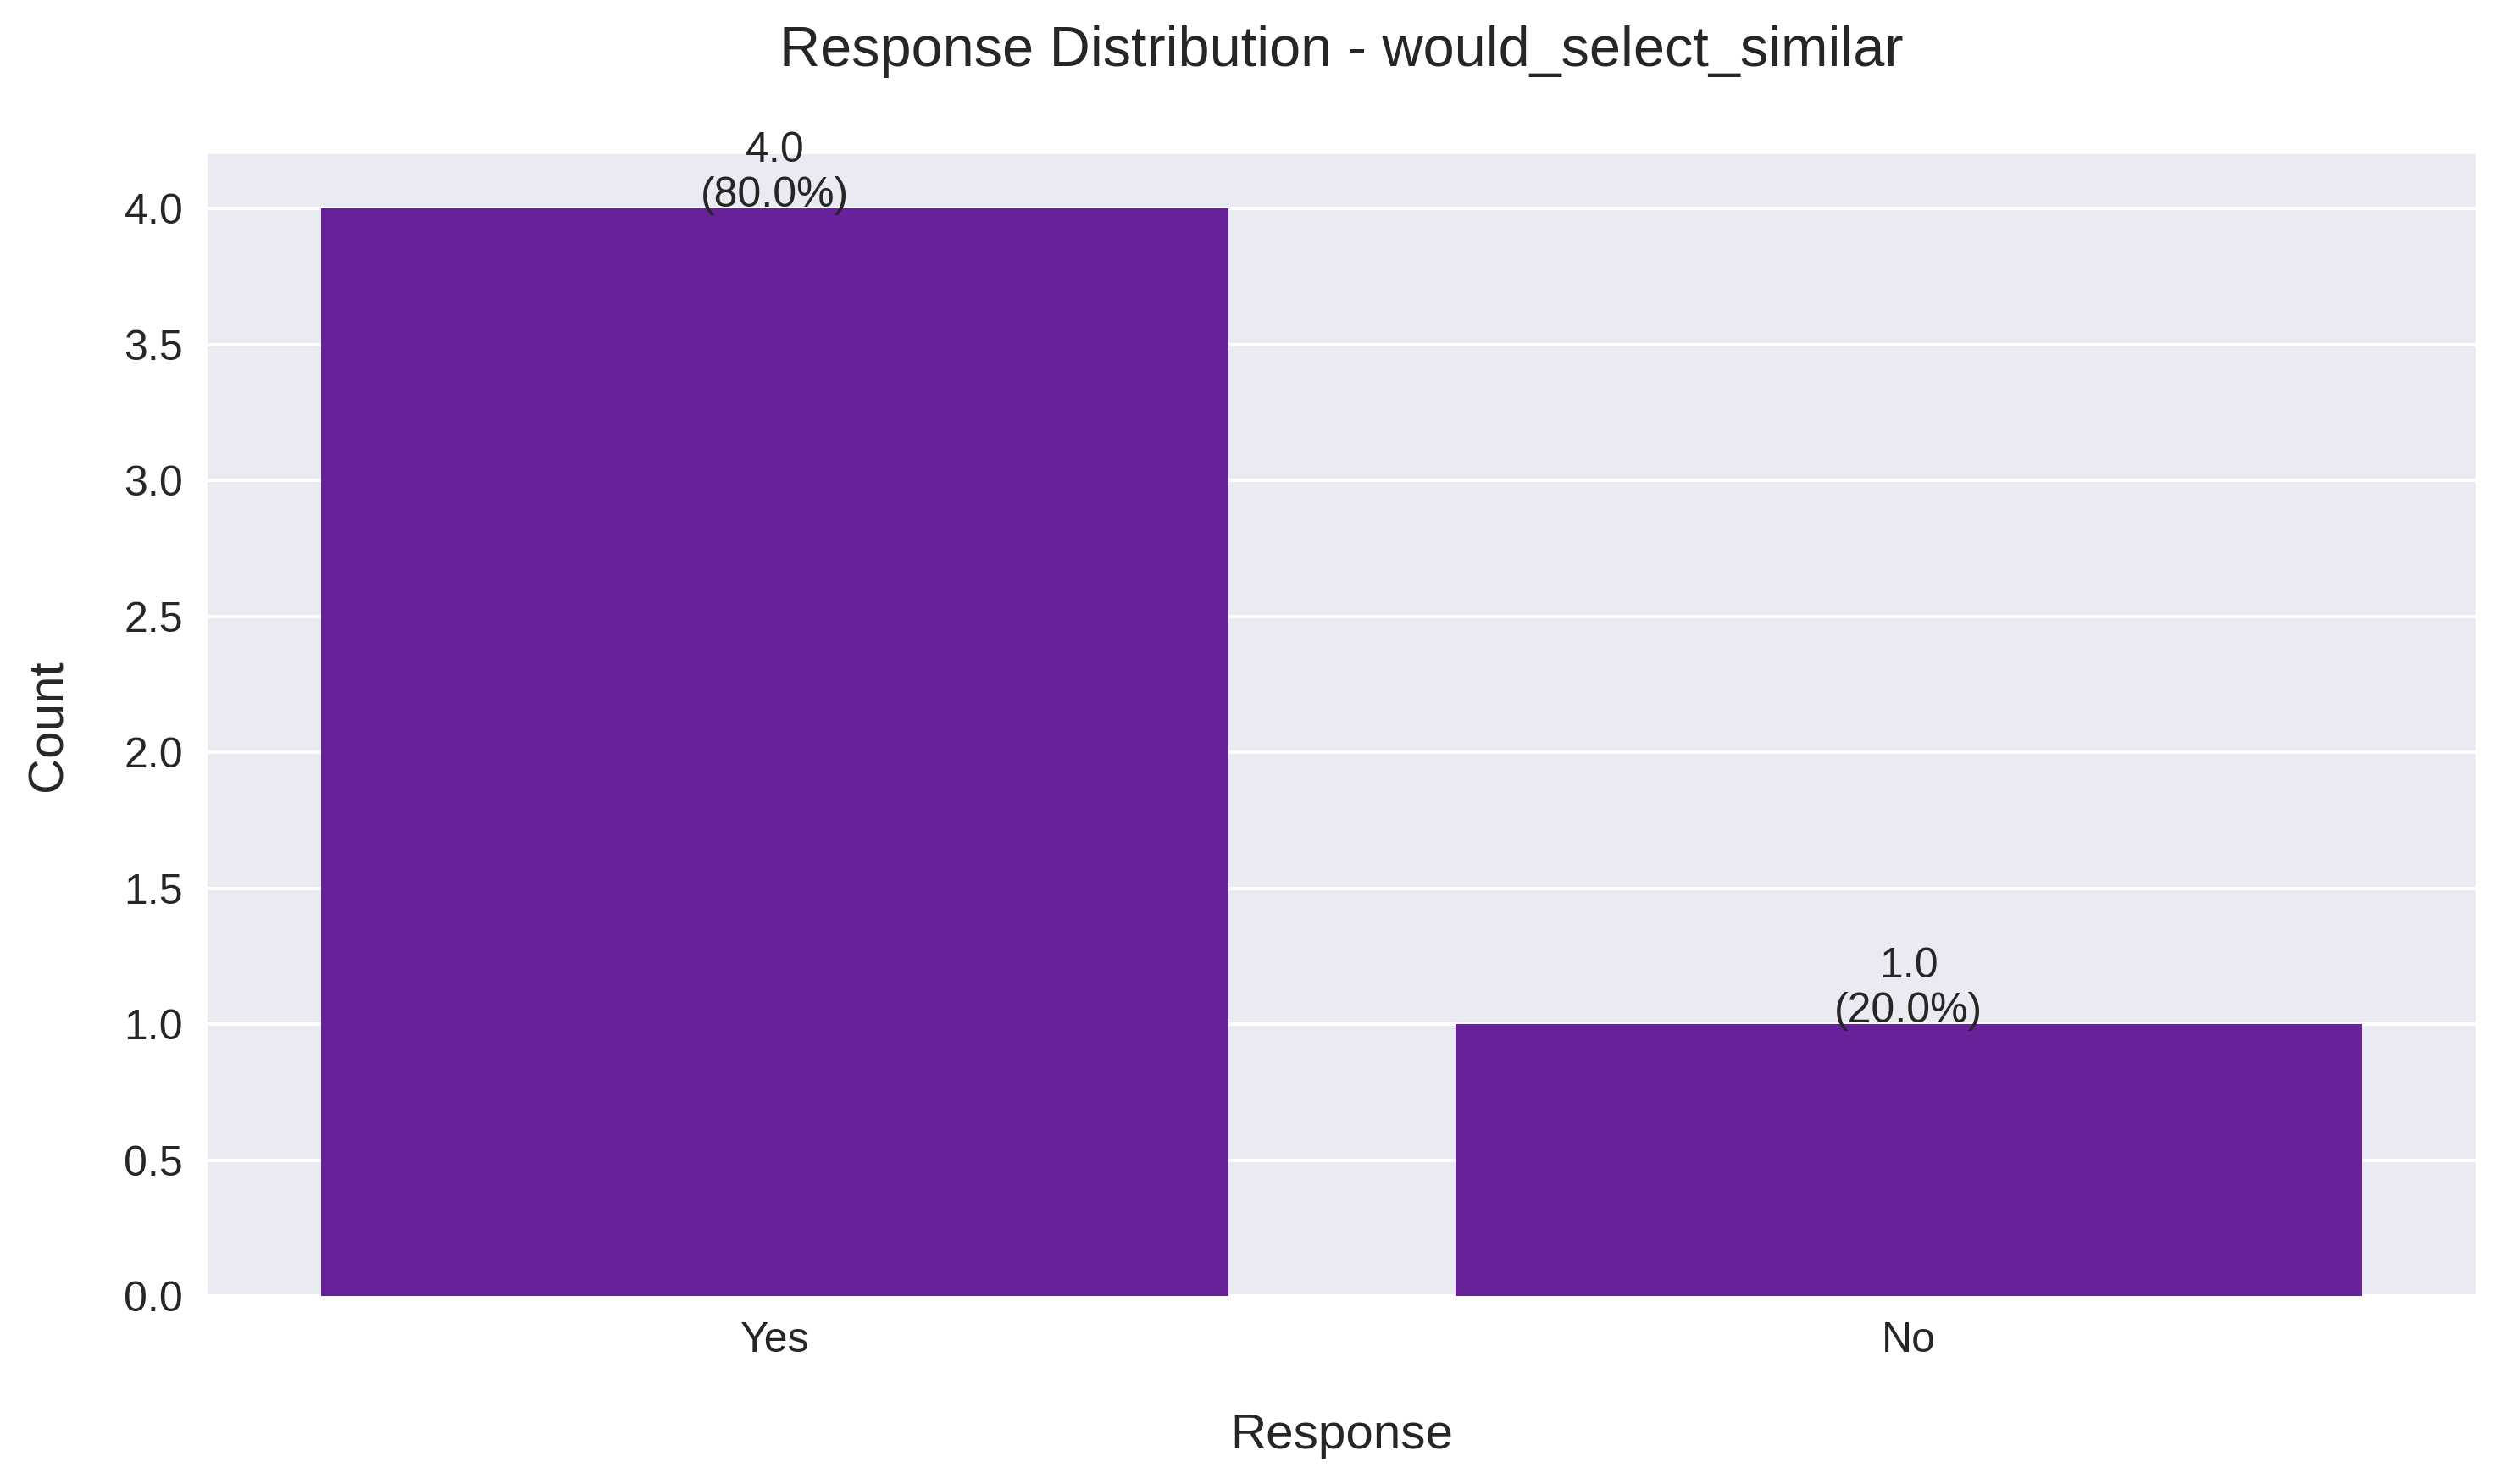 Response Distribution - would_select_similar
4.0
(80.0%)
4.0
3.5
3.0
2.5
2.0
1.5
1.0
0.5
0.0
1.0
(20.0%)
Count
Yes
No
Response